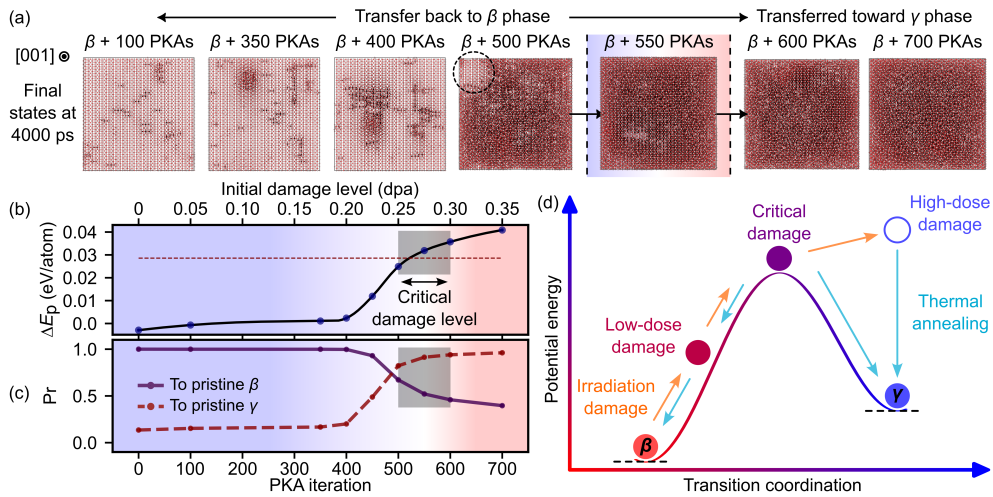 (a)
Transfer back to β phase
Transferred toward γ phase
β + 100 PKAs
β + 350 PKAs
β + 400 PKAs
β + 500 PKAs
β + 550 PKAs
β + 600 PKAs
β + 700 PKAs
[001]
Final
states at
4000 ps
Initial damage level (dpa)
(b)
0 0.05 0.10 0.15 0.20 0.25 0.30 0.35
ΔEp (eV/atom)
0.04
0.03
0.02
0.01
0.0
Critical
damage level
(c)
Pr
1.0
0.5
0.0
To pristine β
To pristine γ
0 100 200 300 400 500 600 700
PKA iteration
(d)
Potential energy
Critical
damage
High-dose
damage
Low-dose
damage
Thermal
annealing
Irradiation
damage
β
γ
Transition coordination